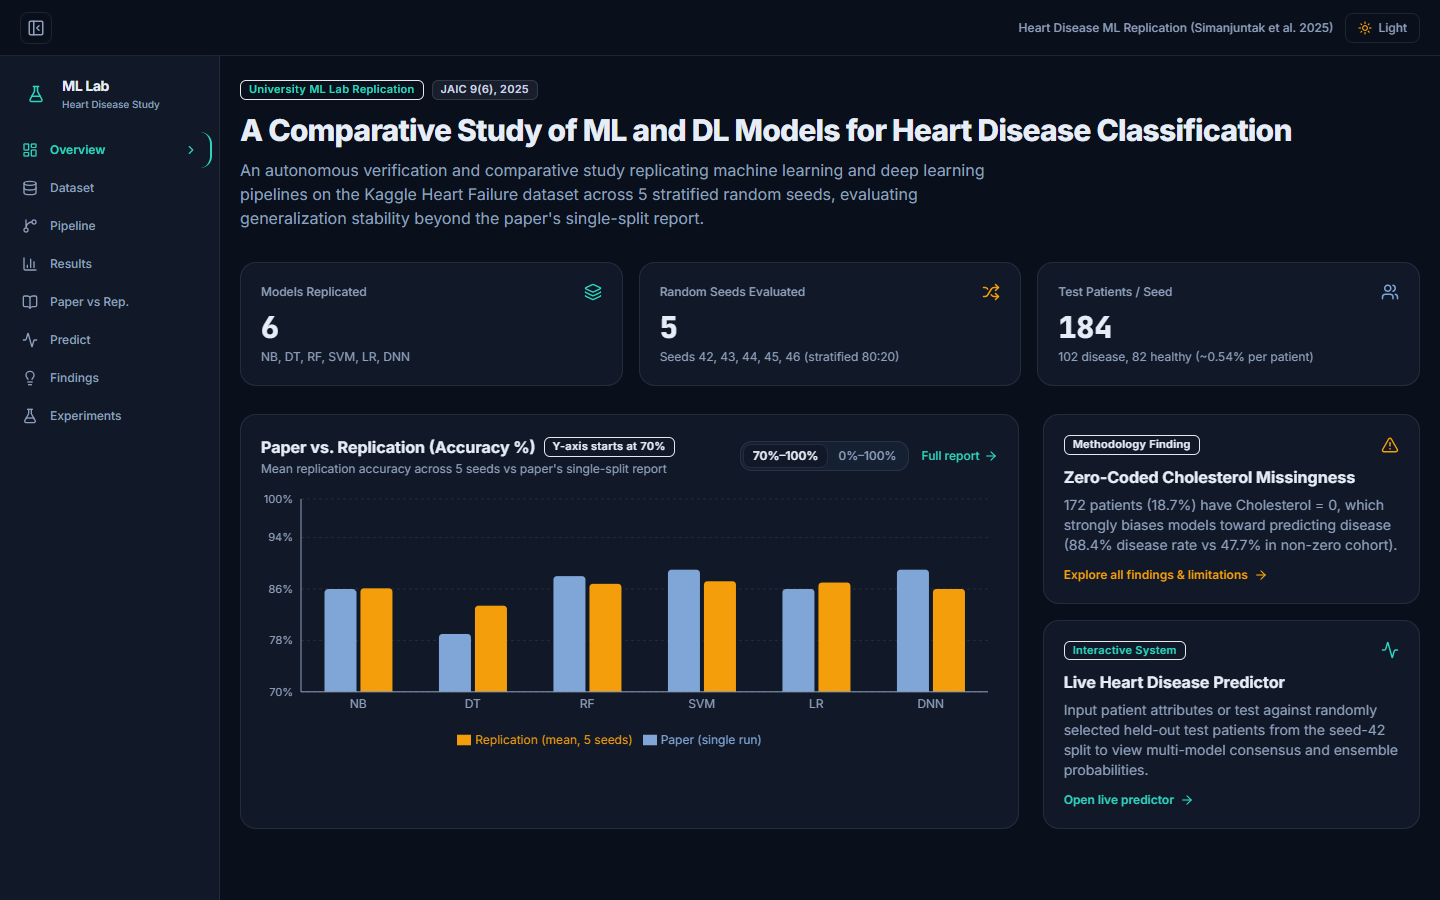 Heart Disease ML Replication (Simanjuntak et al. 2025)
Light
ML Lab
Heart Disease Study
Overview
Dataset
Pipeline
Results
Paper vs Rep.
Predict
Findings
Experiments
University ML Lab Replication
JAIC 9(6), 2025
A Comparative Study of ML and DL Models for Heart Disease Classification
An autonomous verification and comparative study replicating machine learning and deep learning
pipelines on the Kaggle Heart Failure dataset across 5 stratified random seeds, evaluating
generalization stability beyond the paper's single-split report.
Models Replicated
6
NB, DT, RF, SVM, LR, DNN
Random Seeds Evaluated
5
Seeds 42, 43, 44, 45, 46 (stratified 80:20)
Test Patients / Seed
184
102 disease, 82 healthy (~0.54% per patient)
Paper vs. Replication (Accuracy %)
Y-axis starts at 70%
Mean replication accuracy across 5 seeds vs paper's single-split report
70%–100%
0%–100%
Full report →
100%
94%
86%
78%
70%
NB
DT
RF
SVM
LR
DNN
Replication (mean, 5 seeds)
Paper (single run)
Methodology Finding
Zero-Coded Cholesterol Missingness
172 patients (18.7%) have Cholesterol = 0, which
strongly biases models toward predicting disease
(88.4% disease rate vs 47.7% in non-zero cohort).
Explore all findings & limitations →
Interactive System
Live Heart Disease Predictor
Input patient attributes or test against randomly
selected held-out test patients from the seed-42
split to view multi-model consensus and ensemble
probabilities.
Open live predictor →